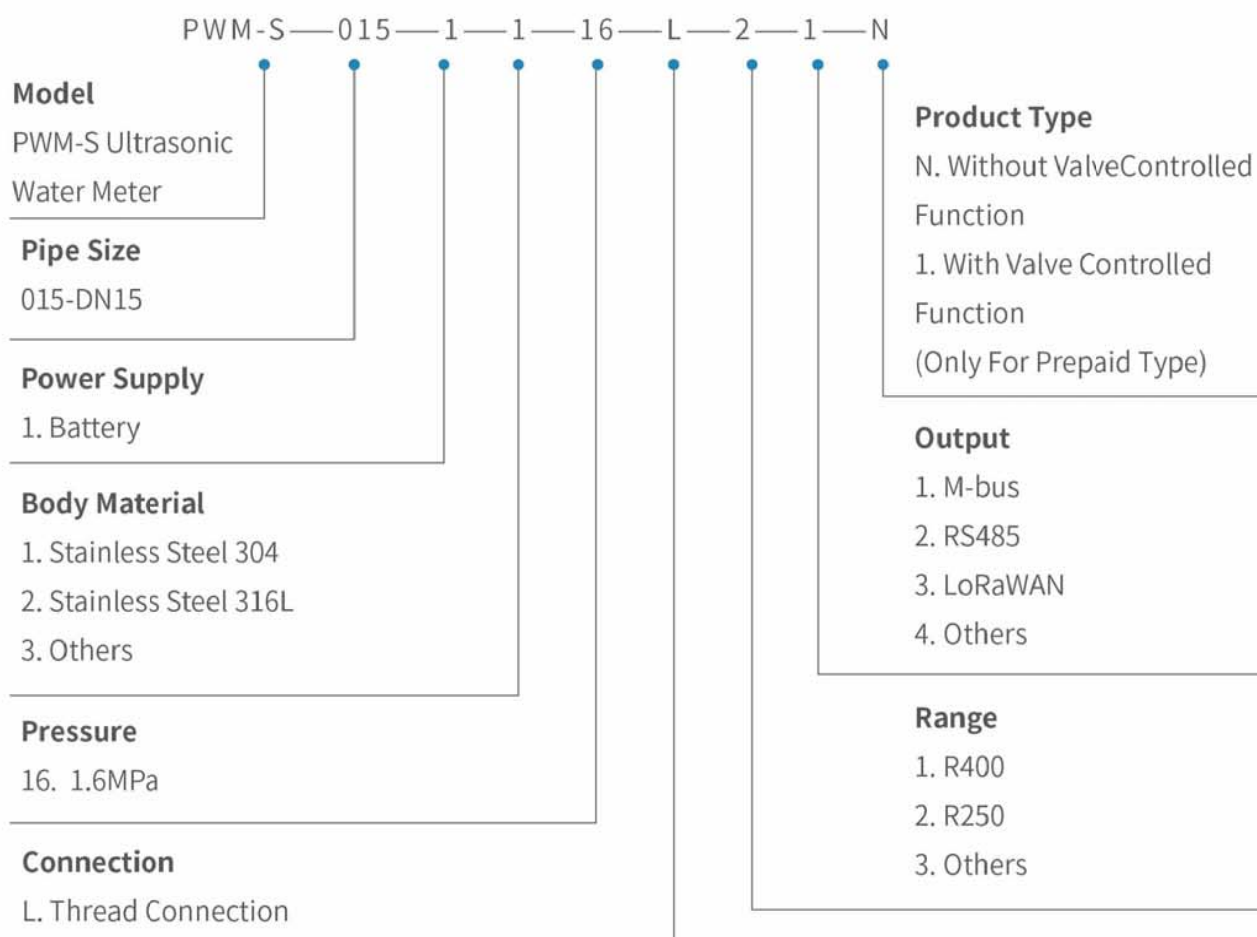 PWM-S—015—1—1—16—L—2—1—N
Model
PWM-S Ultrasonic
Water Meter
Pipe Size
015-DN15
Power Supply
1. Battery
Body Material
1. Stainless Steel 304
2. Stainless Steel 316L
3. Others
Pressure
16. 1.6MPa
Connection
L. Thread Connection
Product Type
N. Without ValveControlled
Function
1. With Valve Controlled
Function
(Only For Prepaid Type)
Output
1. M-bus
2. RS485
3. LoRaWAN
4. Others
Range
1. R400
2. R250
3. Others